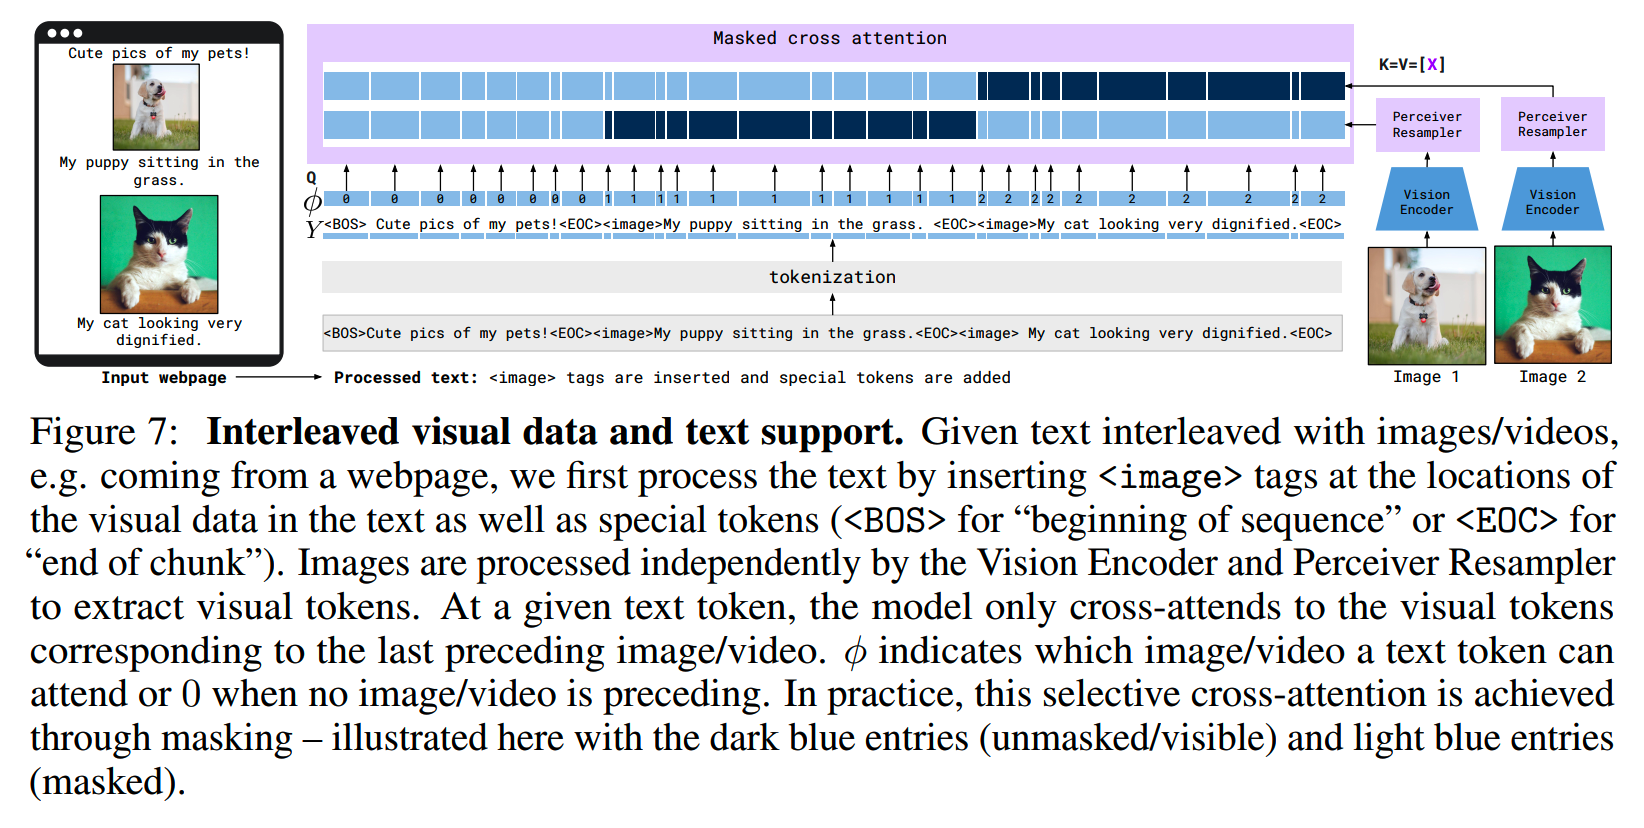 Cute pics of my pets!
My puppy sitting in the
grass.
My cat looking very
dignified.
Input webpage
Masked cross attention
K=V=[X]
Perceiver
Resampler
Perceiver
Resampler
Vision
Encoder
Vision
Encoder
Image 1
Image 2
Q
ϕ 0 0 0 0 0 0 0 0 1 1 1 1 1 1 1 1 1 1 1 2 2 2 2 2 2 2 2 2 2
Y <BOS> Cute pics of my pets!<EOC><image>My puppy sitting in the grass. <EOC><image>My cat looking very dignified.<EOC>
tokenization
<BOS>Cute pics of my pets!<EOC><image>My puppy sitting in the grass.<EOC><image> My cat looking very dignified.<EOC>
Processed text: <image> tags are inserted and special tokens are added
Figure 7: Interleaved visual data and text support. Given text interleaved with images/videos,
e.g. coming from a webpage, we first process the text by inserting <image> tags at the locations of
the visual data in the text as well as special tokens (<BOS> for “beginning of sequence” or <EOC> for
“end of chunk”). Images are processed independently by the Vision Encoder and Perceiver Resampler
to extract visual tokens. At a given text token, the model only cross-attends to the visual tokens
corresponding to the last preceding image/video. ϕ indicates which image/video a text token can
attend or 0 when no image/video is preceding. In practice, this selective cross-attention is achieved
through masking – illustrated here with the dark blue entries (unmasked/visible) and light blue entries
(masked).